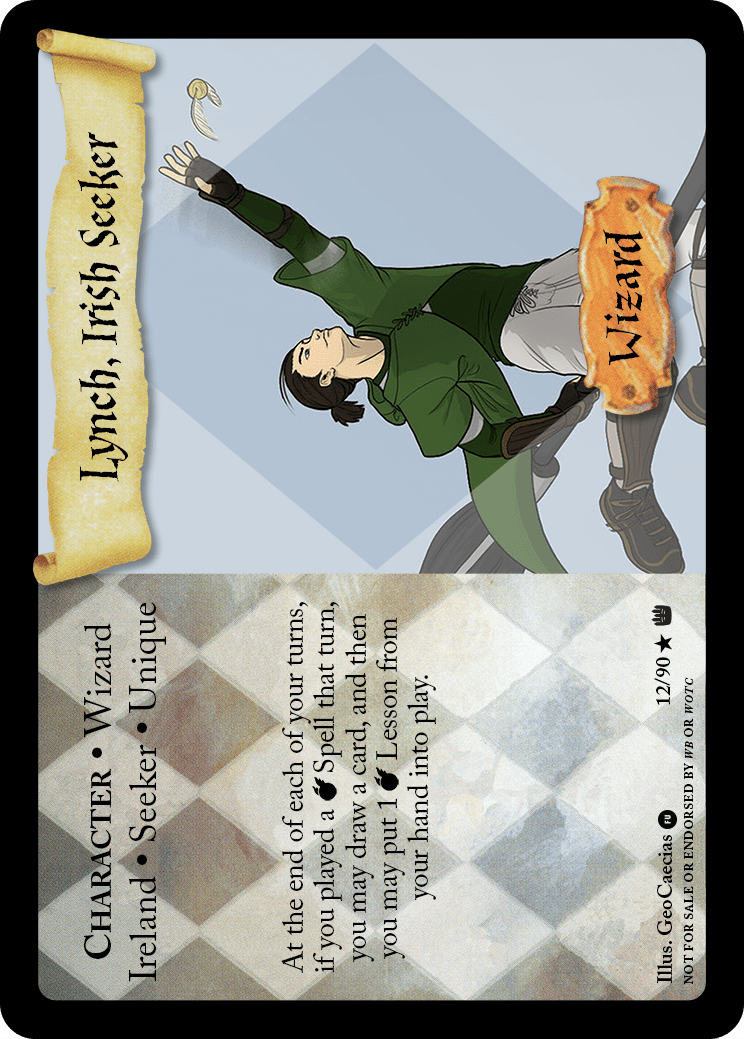 Lynch, Irish Seeker
Wizard
CHARACTER • Wizard
Ireland • Seeker • Unique
At the end of each of your turns,
if you played a Spell that turn,
you may draw a card, and then
you may put 1 Lesson from
your hand into play.
Illus. GeoCaecias FU 12/90 ★
NOT FOR SALE OR ENDORSED BY WB OR WOTC